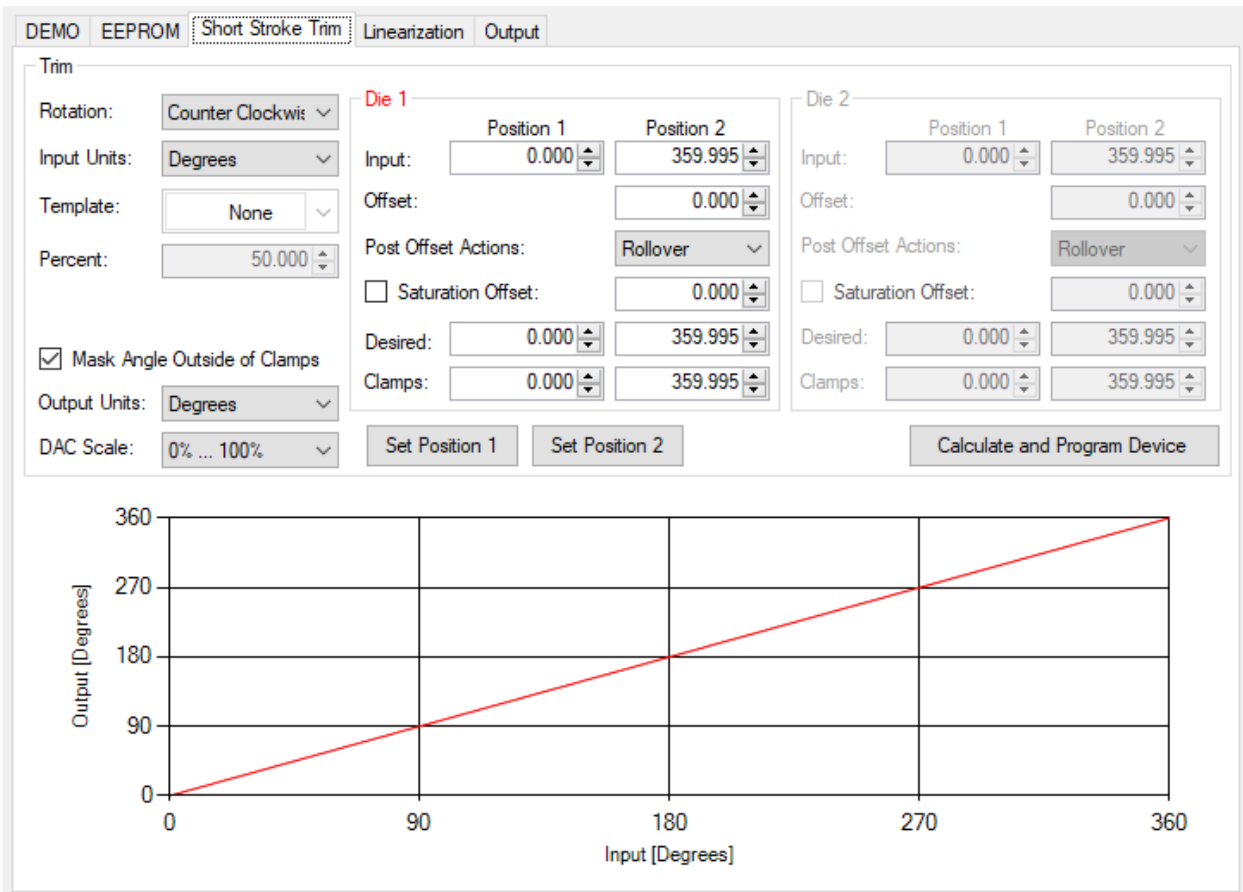 DEMO EEPROM Short Stroke Trim Linearization Output
Trim
Rotation: Counter Clockwis
Input Units: Degrees
Template: None
Percent: 50.000
Mask Angle Outside of Clamps
Output Units: Degrees
DAC Scale: 0% ... 100%
Die 1
Position 1 Position 2
Input: 0.000 359.995
Offset: 0.000
Post Offset Actions: Rollover
Saturation Offset: 0.000
Desired: 0.000 359.995
Clamps: 0.000 359.995
Die 2
Position 1 Position 2
Input: 0.000 359.995
Offset: 0.000
Post Offset Actions: Rollover
Saturation Offset: 0.000
Desired: 0.000 359.995
Clamps: 0.000 359.995
Set Position 1 Set Position 2 Calculate and Program Device
Output [Degrees]
360
270
180
90
0
0 90 180 270 360
Input [Degrees]